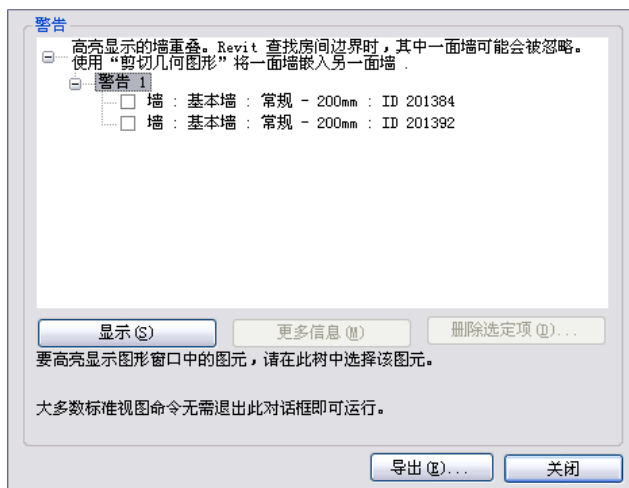 警告
高亮显示的墙重叠。Revit 查找房间边界时，其中一面墙可能会被忽略。
使用“剪切几何图形”将一面墙嵌入另一面墙 .
警告 1
墙 : 基本墙 : 常规 - 200mm : ID 201384
墙 : 基本墙 : 常规 - 200mm : ID 201392
显示(S) 更多信息(M) 删除选定项(D)...
要高亮显示图形窗口中的图元，请在此树中选择该图元。
大多数标准视图命令无需退出此对话框即可运行。
导出(E)... 关闭